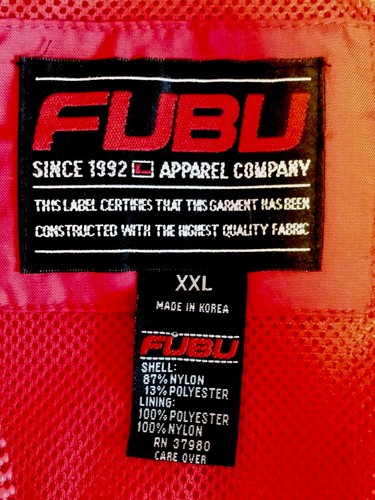 FUBU
SINCE 1992 APPAREL COMPANY
THIS LABEL CERTIFIES THAT THIS GARMENT HAS BEEN
CONSTRUCTED WITH THE HIGHEST QUALITY FABRIC
XXL
MADE IN KOREA
FUBU
SHELL:
87% NYLON
13% POLYESTER
LINING:
100% POLYESTER
100% NYLON
RN 37980
CARE OVER